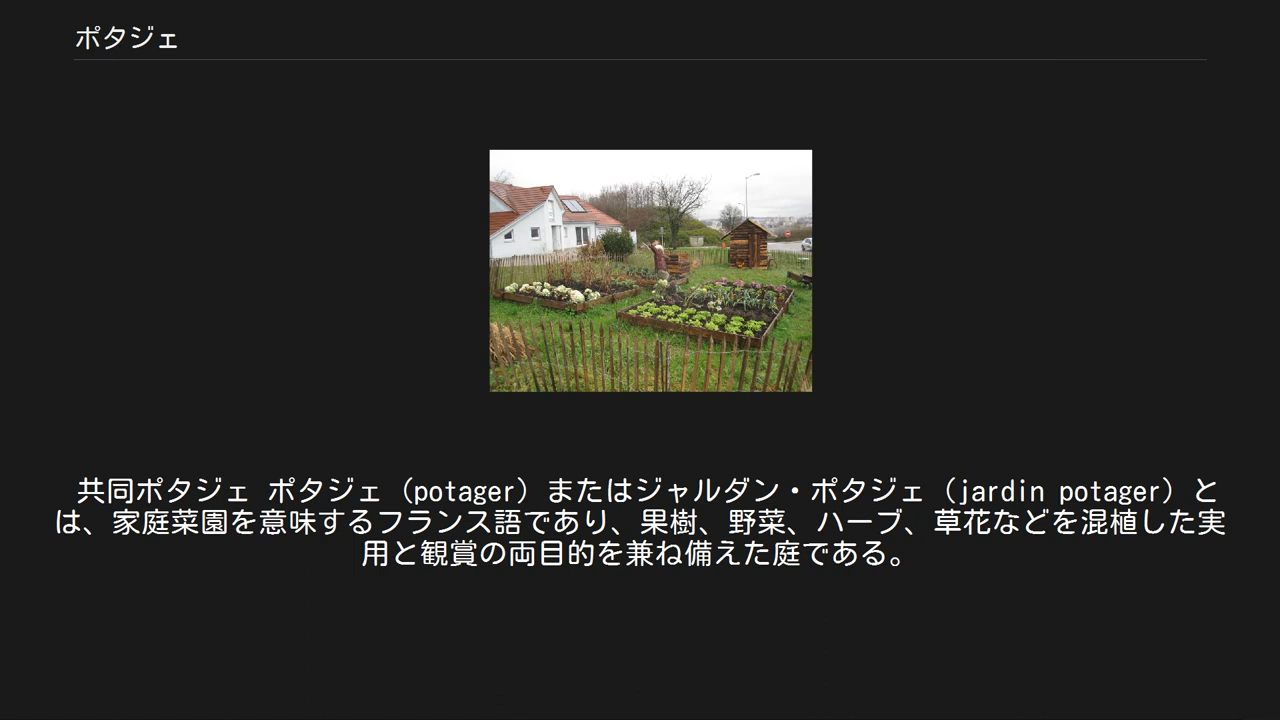 ポタジェ
共同ポタジェ ポタジェ（potager）またはジャルダン・ポタジェ（jardin potager）と
は、家庭菜園を意味するフランス語であり、果樹、野菜、ハーブ、草花などを混植した実
用と観賞の両目的を兼ね備えた庭である。